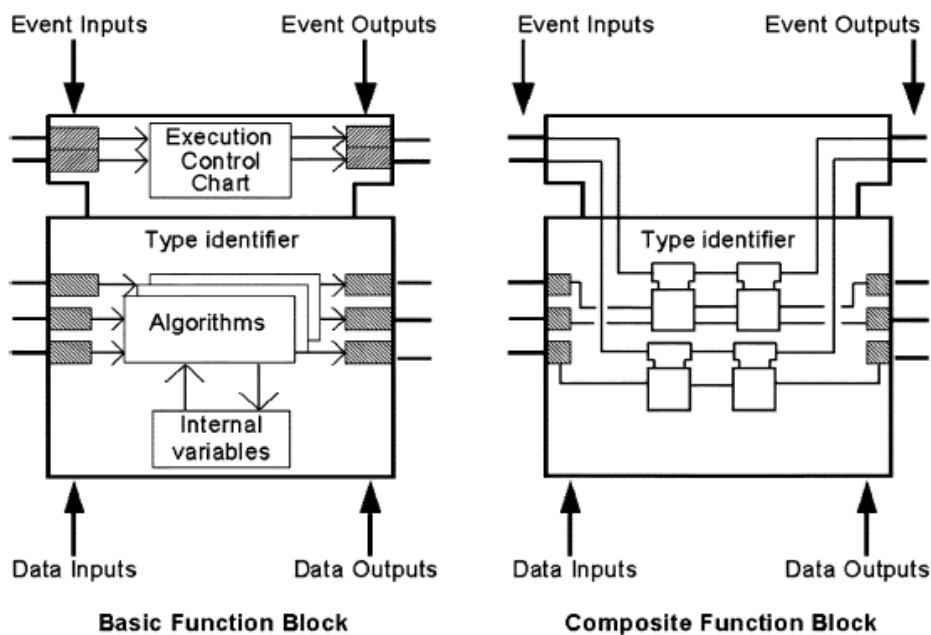 Event Inputs
Event Outputs
Execution
Control
Chart
Type identifier
Algorithms
Internal
variables
Data Inputs
Data Outputs
Basic Function Block
Event Inputs
Event Outputs
Type identifier
Data Inputs
Data Outputs
Composite Function Block